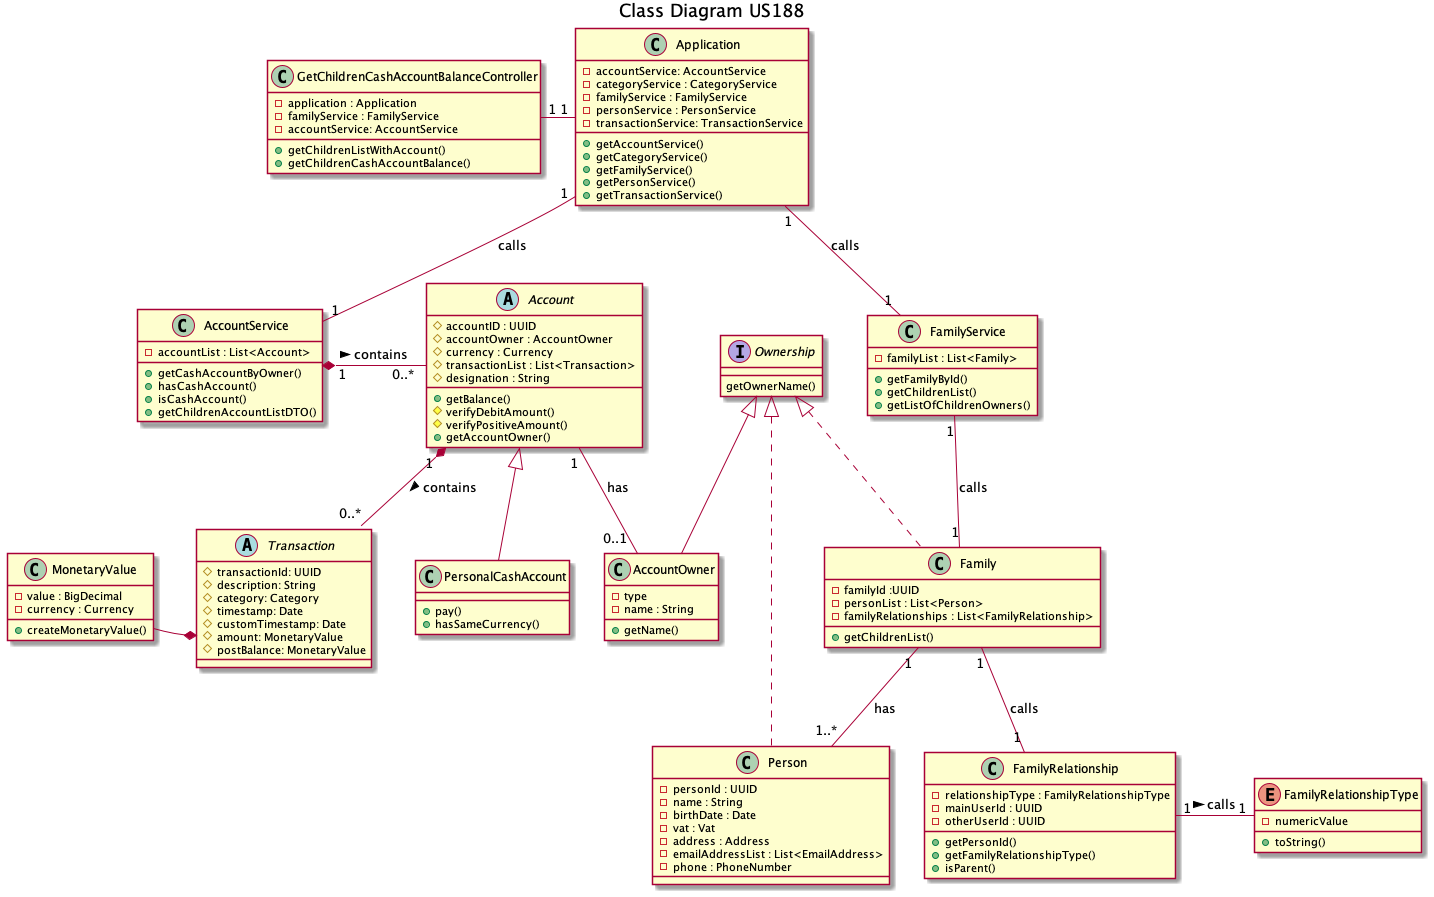 Class Diagram US188
C Application
accountService: AccountService
categoryService : CategoryService
familyService : FamilyService
personService : PersonService
transactionService: TransactionService
getAccountService()
getCategoryService()
getFamilyService()
getPersonService()
getTransactionService()
C GetChildrenCashAccountBalanceController
application : Application
familyService : FamilyService
accountService: AccountService
getChildrenListWithAccount()
getChildrenCashAccountBalance()
1 1
1
calls
1
1
calls
1
C AccountService
accountList : List<Account>
getCashAccountByOwner()
hasCashAccount()
isCashAccount()
getChildrenAccountListDTO()
contains
1 0..*
A Account
accountID : UUID
accountOwner : AccountOwner
currency : Currency
transactionList : List<Transaction>
designation : String
getBalance()
verifyDebitAmount()
verifyPositiveAmount()
getAccountOwner()
I Ownership
getOwnerName()
C FamilyService
familyList : List<Family>
getFamilyById()
getChildrenList()
getListOfChildrenOwners()
1
contains
0..*
1
has
0..1
1
calls
1
C MonetaryValue
value : BigDecimal
currency : Currency
createMonetaryValue()
A Transaction
transactionId: UUID
description: String
category: Category
timestamp: Date
customTimestamp: Date
amount: MonetaryValue
postBalance: MonetaryValue
C PersonalCashAccount
pay()
hasSameCurrency()
C AccountOwner
type
name : String
getName()
C Family
familyId :UUID
personList : List<Person>
familyRelationships : List<FamilyRelationship>
getChildrenList()
1
has
1..*
1
calls
1
C Person
personId : UUID
name : String
birthDate : Date
vat : Vat
address : Address
emailAddressList : List<EmailAddress>
phone : PhoneNumber
C FamilyRelationship
relationshipType : FamilyRelationshipType
mainUserId : UUID
otherUserId : UUID
getPersonId()
getFamilyRelationshipType()
isParent()
1 calls 1
E FamilyRelationshipType
numericValue
toString()